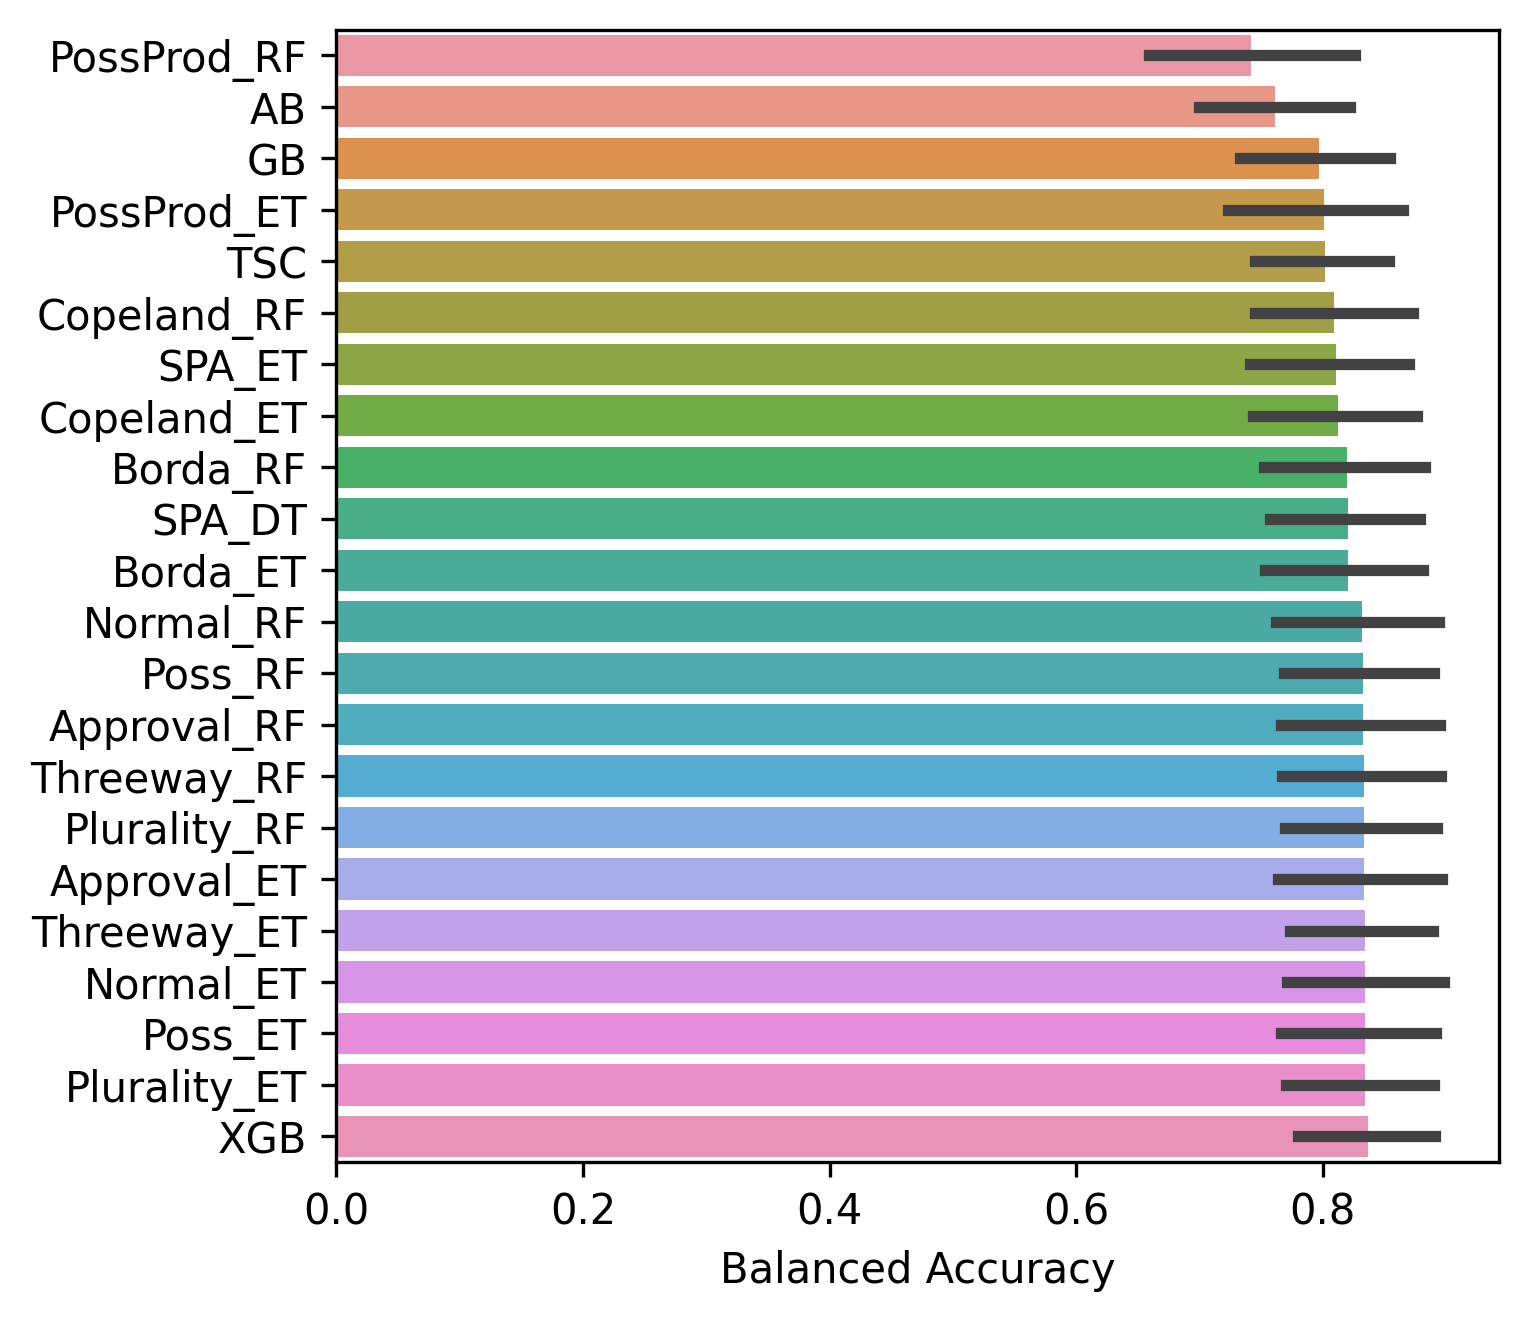 PossProd_RF
AB
GB
PossProd_ET
TSC
Copeland_RF
SPA_ET
Copeland_ET
Borda_RF
SPA_DT
Borda_ET
Normal_RF
Poss_RF
Approval_RF
Threeway_RF
Plurality_RF
Approval_ET
Threeway_ET
Normal_ET
Poss_ET
Plurality_ET
XGB
0.0 0.2 0.4 0.6 0.8
Balanced Accuracy